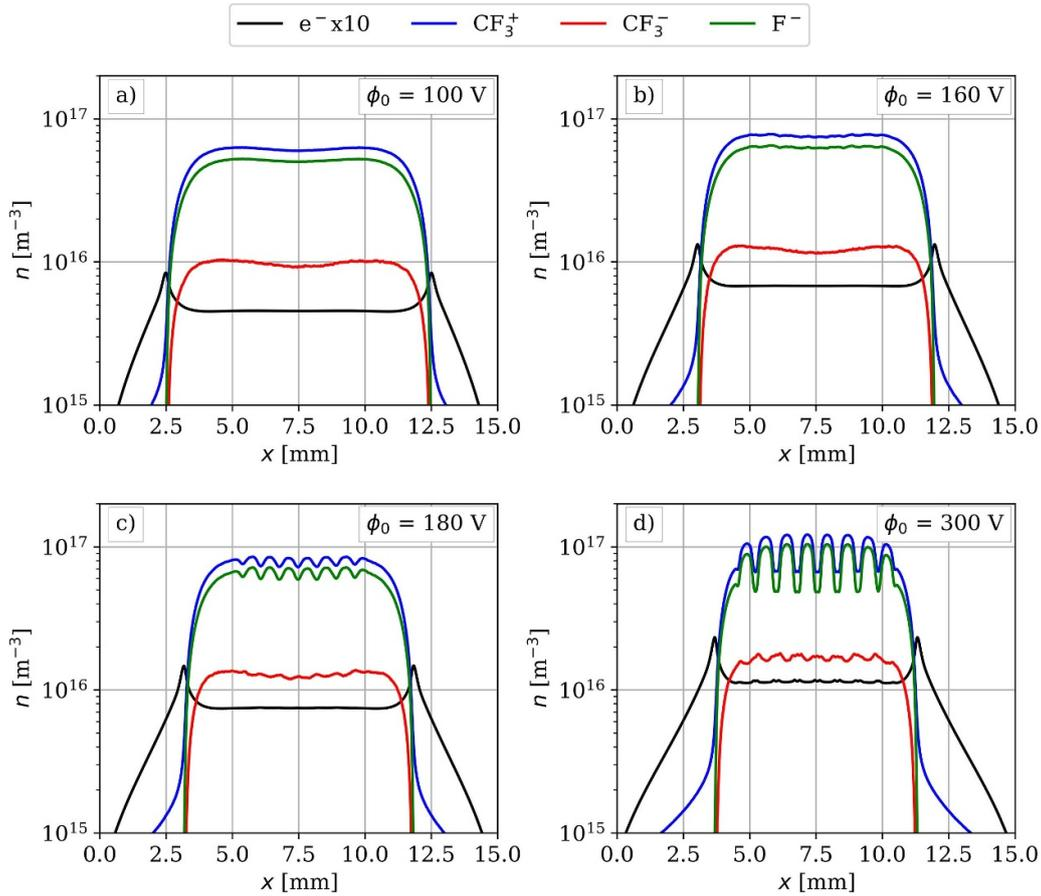 e⁻x10 CF₃⁺ CF₃⁻ F⁻
a) ϕ₀ = 100 V
b) ϕ₀ = 160 V
10¹⁷
10¹⁶
10¹⁵
n [m⁻³]
0.0 2.5 5.0 7.5 10.0 12.5 15.0
x [mm]
10¹⁷
10¹⁶
10¹⁵
n [m⁻³]
0.0 2.5 5.0 7.5 10.0 12.5 15.0
x [mm]
c) ϕ₀ = 180 V
d) ϕ₀ = 300 V
10¹⁷
10¹⁶
10¹⁵
n [m⁻³]
0.0 2.5 5.0 7.5 10.0 12.5 15.0
x [mm]
10¹⁷
10¹⁶
10¹⁵
n [m⁻³]
0.0 2.5 5.0 7.5 10.0 12.5 15.0
x [mm]